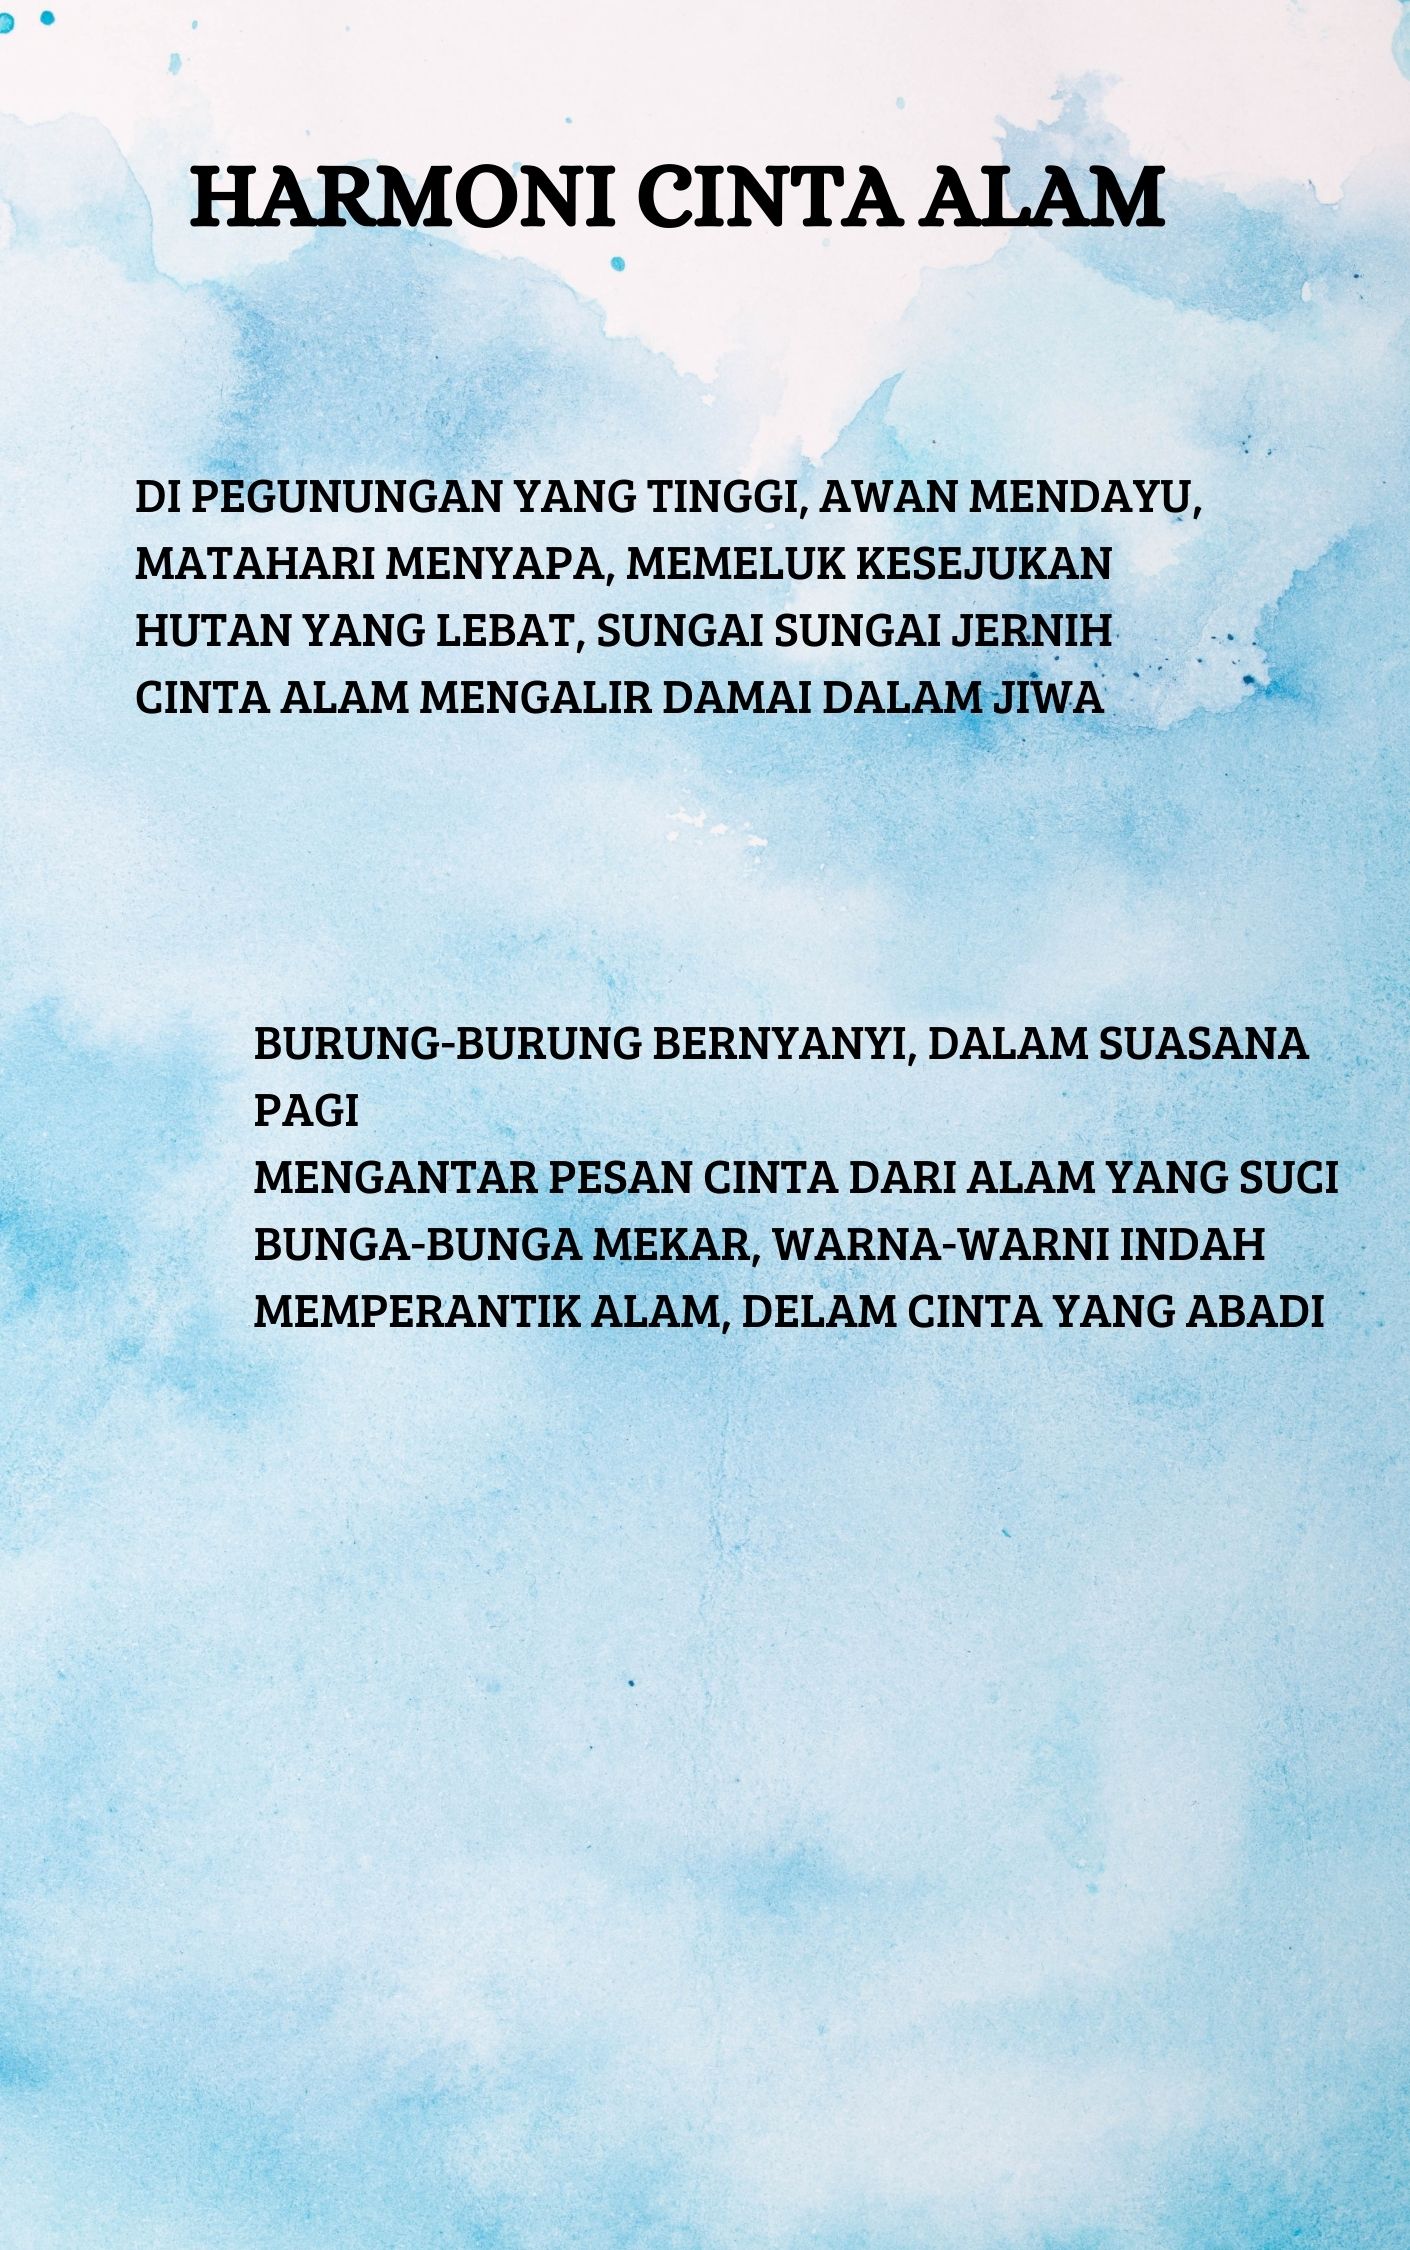 HARMONI CINTA ALAM
DI PEGUNUNGAN YANG TINGGI, AWAN MENDAYU,
MATAHARI MENYAPA, MEMELUK KESEJUKAN
HUTAN YANG LEBAT, SUNGAI SUNGAI JERNIH
CINTA ALAM MENGALIR DAMAI DALAM JIWA
BURUNG-BURUNG BERNYANYI, DALAM SUASANA
PAGI
MENGANTAR PESAN CINTA DARI ALAM YANG SUCI
BUNGA-BUNGA MEKAR, WARNA-WARNI INDAH
MEMPERANTIK ALAM, DELAM CINTA YANG ABADI